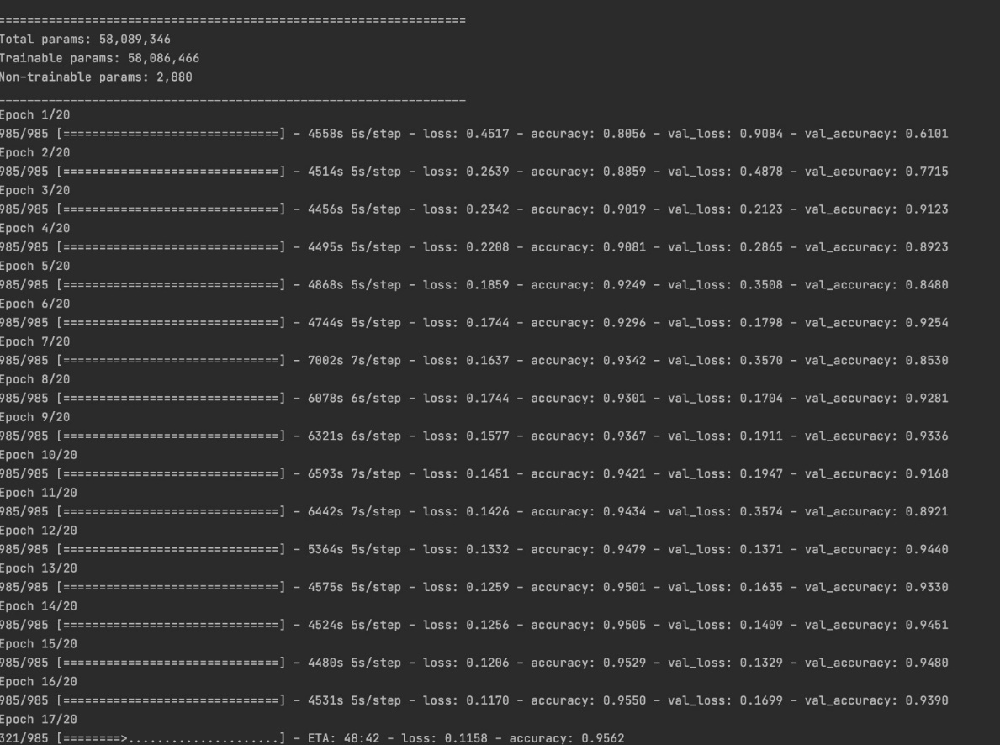 =================================================================
Total params: 58,089,346
Trainable params: 58,086,466
Non-trainable params: 2,880
_________________________________________________________________
Epoch 1/20
985/985 [==============================] - 4558s 5s/step - loss: 0.4517 - accuracy: 0.8056 - val_loss: 0.9084 - val_accuracy: 0.6101
Epoch 2/20
985/985 [==============================] - 4514s 5s/step - loss: 0.2639 - accuracy: 0.8859 - val_loss: 0.4878 - val_accuracy: 0.7715
Epoch 3/20
985/985 [==============================] - 4456s 5s/step - loss: 0.2342 - accuracy: 0.9019 - val_loss: 0.2123 - val_accuracy: 0.9123
Epoch 4/20
985/985 [==============================] - 4495s 5s/step - loss: 0.2208 - accuracy: 0.9081 - val_loss: 0.2865 - val_accuracy: 0.8923
Epoch 5/20
985/985 [==============================] - 4868s 5s/step - loss: 0.1859 - accuracy: 0.9249 - val_loss: 0.3508 - val_accuracy: 0.8480
Epoch 6/20
985/985 [==============================] - 4744s 5s/step - loss: 0.1744 - accuracy: 0.9296 - val_loss: 0.1798 - val_accuracy: 0.9254
Epoch 7/20
985/985 [==============================] - 7002s 7s/step - loss: 0.1637 - accuracy: 0.9342 - val_loss: 0.3570 - val_accuracy: 0.8530
Epoch 8/20
985/985 [==============================] - 6078s 6s/step - loss: 0.1744 - accuracy: 0.9301 - val_loss: 0.1704 - val_accuracy: 0.9281
Epoch 9/20
985/985 [==============================] - 6321s 6s/step - loss: 0.1577 - accuracy: 0.9367 - val_loss: 0.1911 - val_accuracy: 0.9336
Epoch 10/20
985/985 [==============================] - 6593s 7s/step - loss: 0.1451 - accuracy: 0.9421 - val_loss: 0.1947 - val_accuracy: 0.9168
Epoch 11/20
985/985 [==============================] - 6442s 7s/step - loss: 0.1426 - accuracy: 0.9434 - val_loss: 0.3574 - val_accuracy: 0.8921
Epoch 12/20
985/985 [==============================] - 5364s 5s/step - loss: 0.1332 - accuracy: 0.9479 - val_loss: 0.1371 - val_accuracy: 0.9440
Epoch 13/20
985/985 [==============================] - 4575s 5s/step - loss: 0.1259 - accuracy: 0.9501 - val_loss: 0.1635 - val_accuracy: 0.9330
Epoch 14/20
985/985 [==============================] - 4524s 5s/step - loss: 0.1256 - accuracy: 0.9505 - val_loss: 0.1409 - val_accuracy: 0.9451
Epoch 15/20
985/985 [==============================] - 4480s 5s/step - loss: 0.1206 - accuracy: 0.9529 - val_loss: 0.1329 - val_accuracy: 0.9480
Epoch 16/20
985/985 [==============================] - 4531s 5s/step - loss: 0.1170 - accuracy: 0.9550 - val_loss: 0.1699 - val_accuracy: 0.9390
Epoch 17/20
321/985 [========>.....................] - ETA: 48:42 - loss: 0.1158 - accuracy: 0.9562